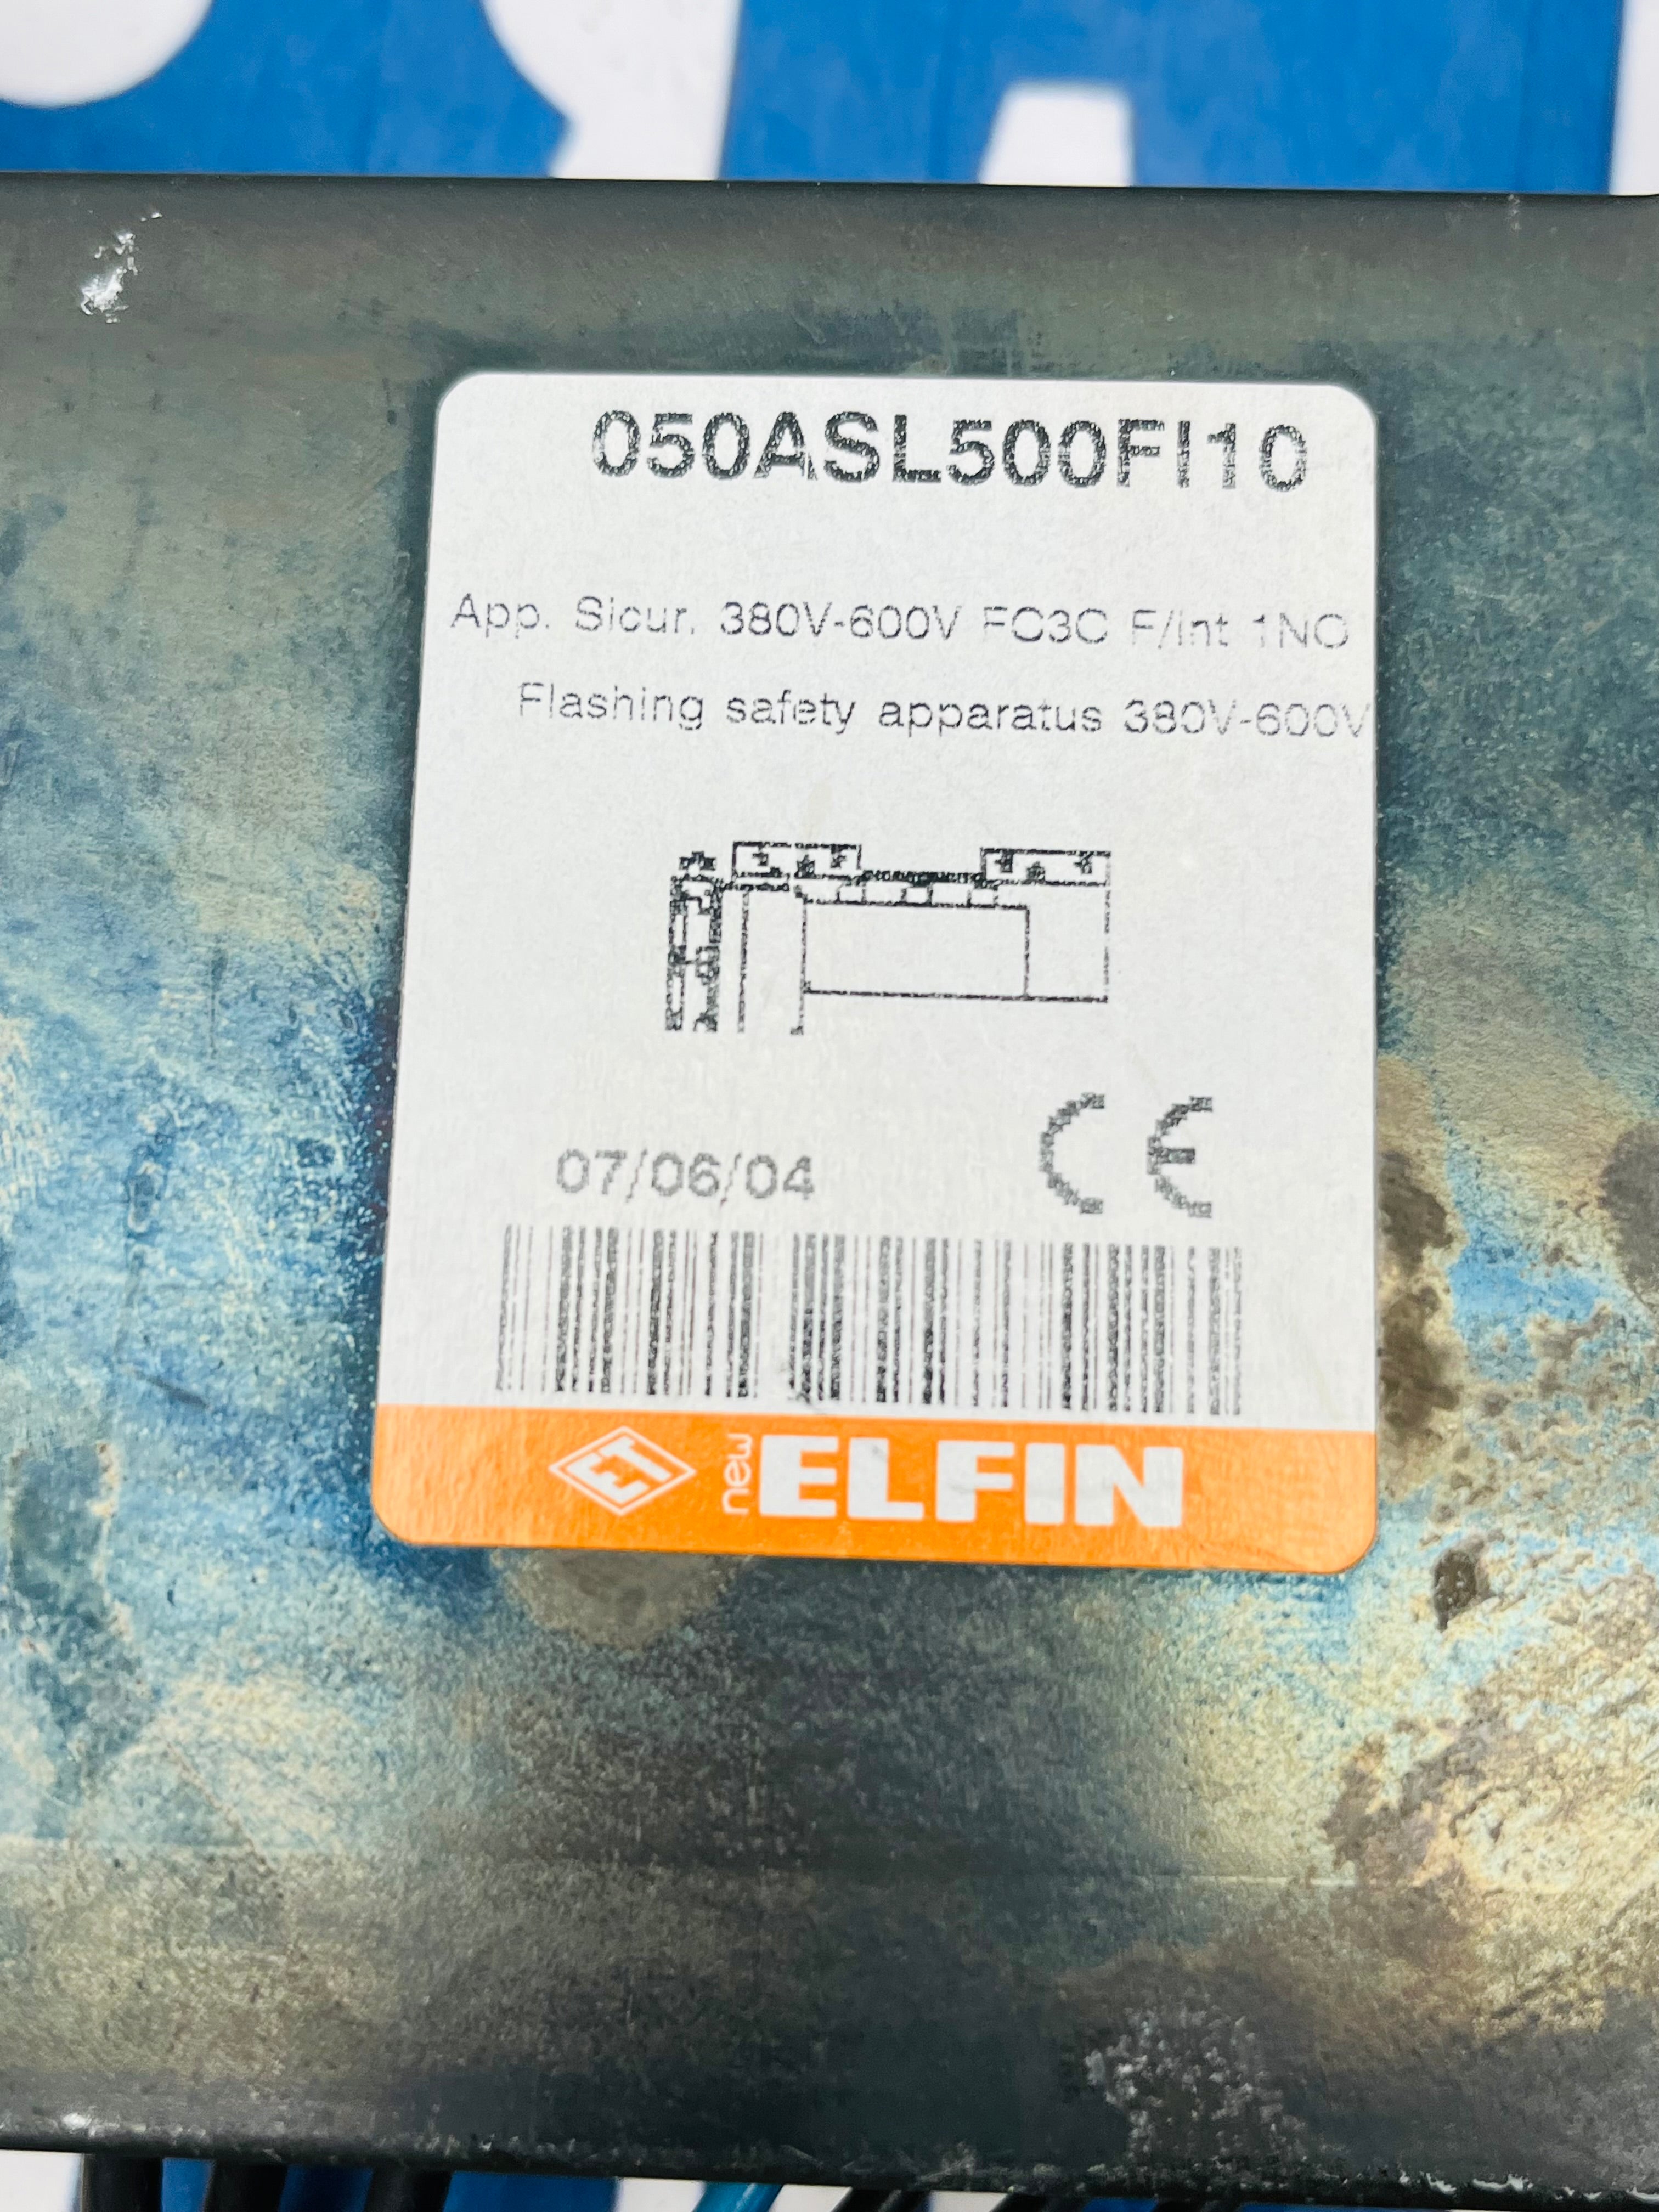 050ASL500FI10
App. Sicur. 380V-600V FC3C F/Int 1NO
Flashing safety apparatus 380V-600V
07/06/04
CE
ET new ELFIN